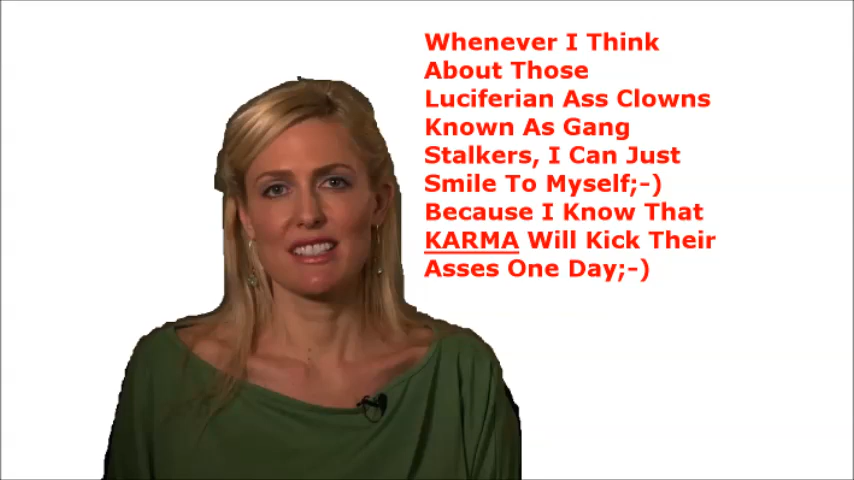 Whenever I Think
About Those
Luciferian Ass Clowns
Known As Gang
Stalkers, I Can Just
Smile To Myself;-)
Because I Know That
KARMA Will Kick Their
Asses One Day;-)